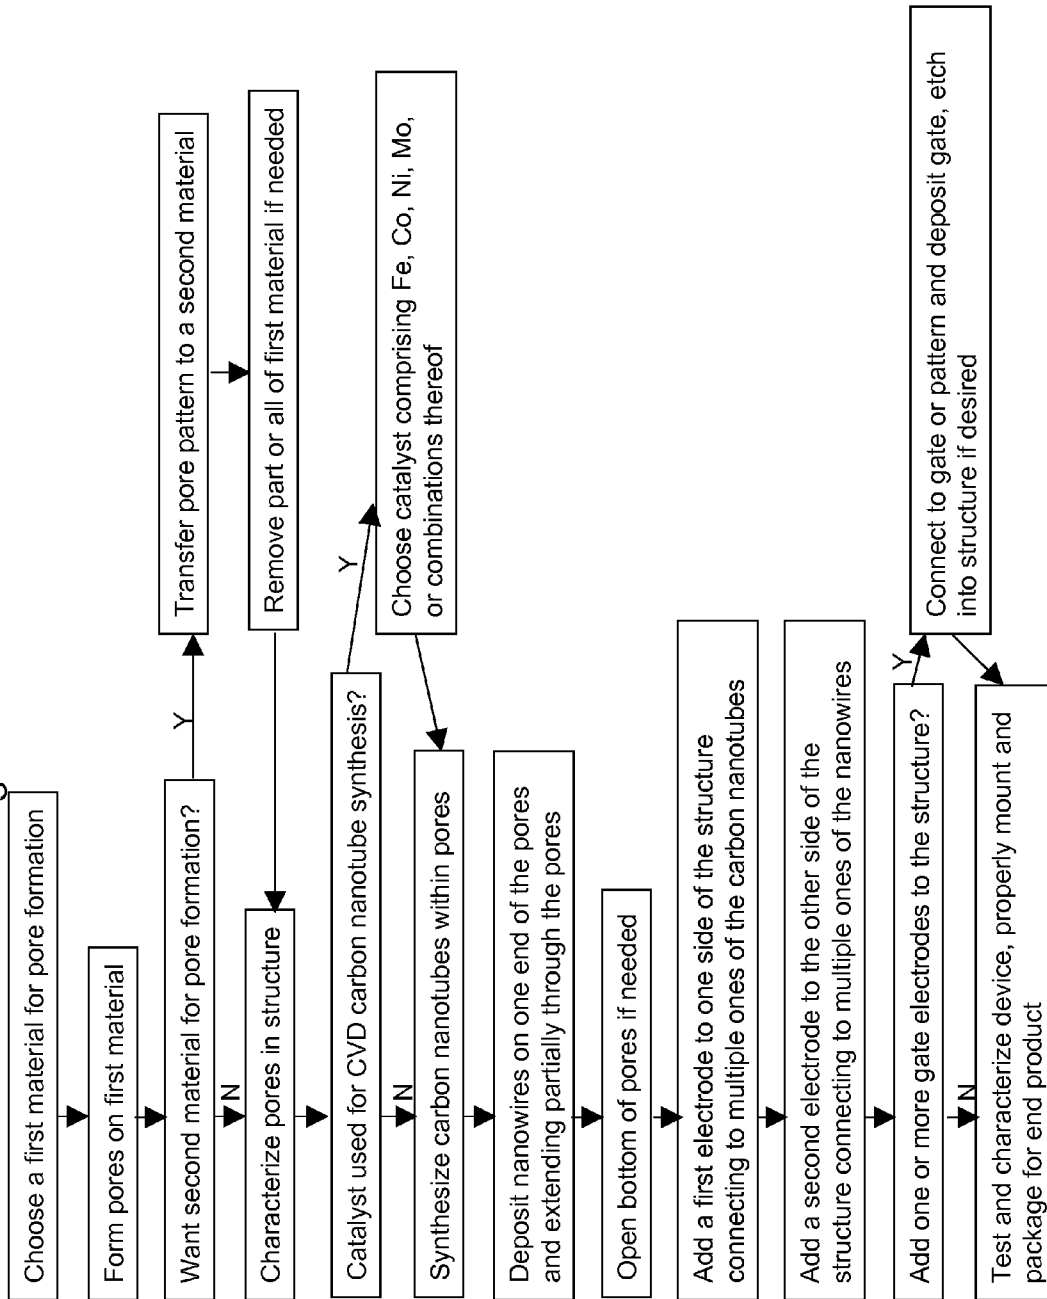 Choose a first material for pore formation
Form pores on first material
Want second material for pore formation?
Y
Transfer pore pattern to a second material
Remove part or all of first material if needed
N
Characterize pores in structure
Catalyst used for CVD carbon nanotube synthesis?
Y
Choose catalyst comprising Fe, Co, Ni, Mo,
or combinations thereof
N
Synthesize carbon nanotubes within pores
Deposit nanowires on one end of the pores
and extending partially through the pores
Open bottom of pores if needed
Add a first electrode to one side of the structure
connecting to multiple ones of the carbon nanotubes
Add a second electrode to the other side of the
structure connecting to multiple ones of the nanowires
Add one or more gate electrodes to the structure?
Y
Connect to gate or pattern and deposit gate, etch
into structure if desired
N
Test and characterize device, properly mount and
package for end product